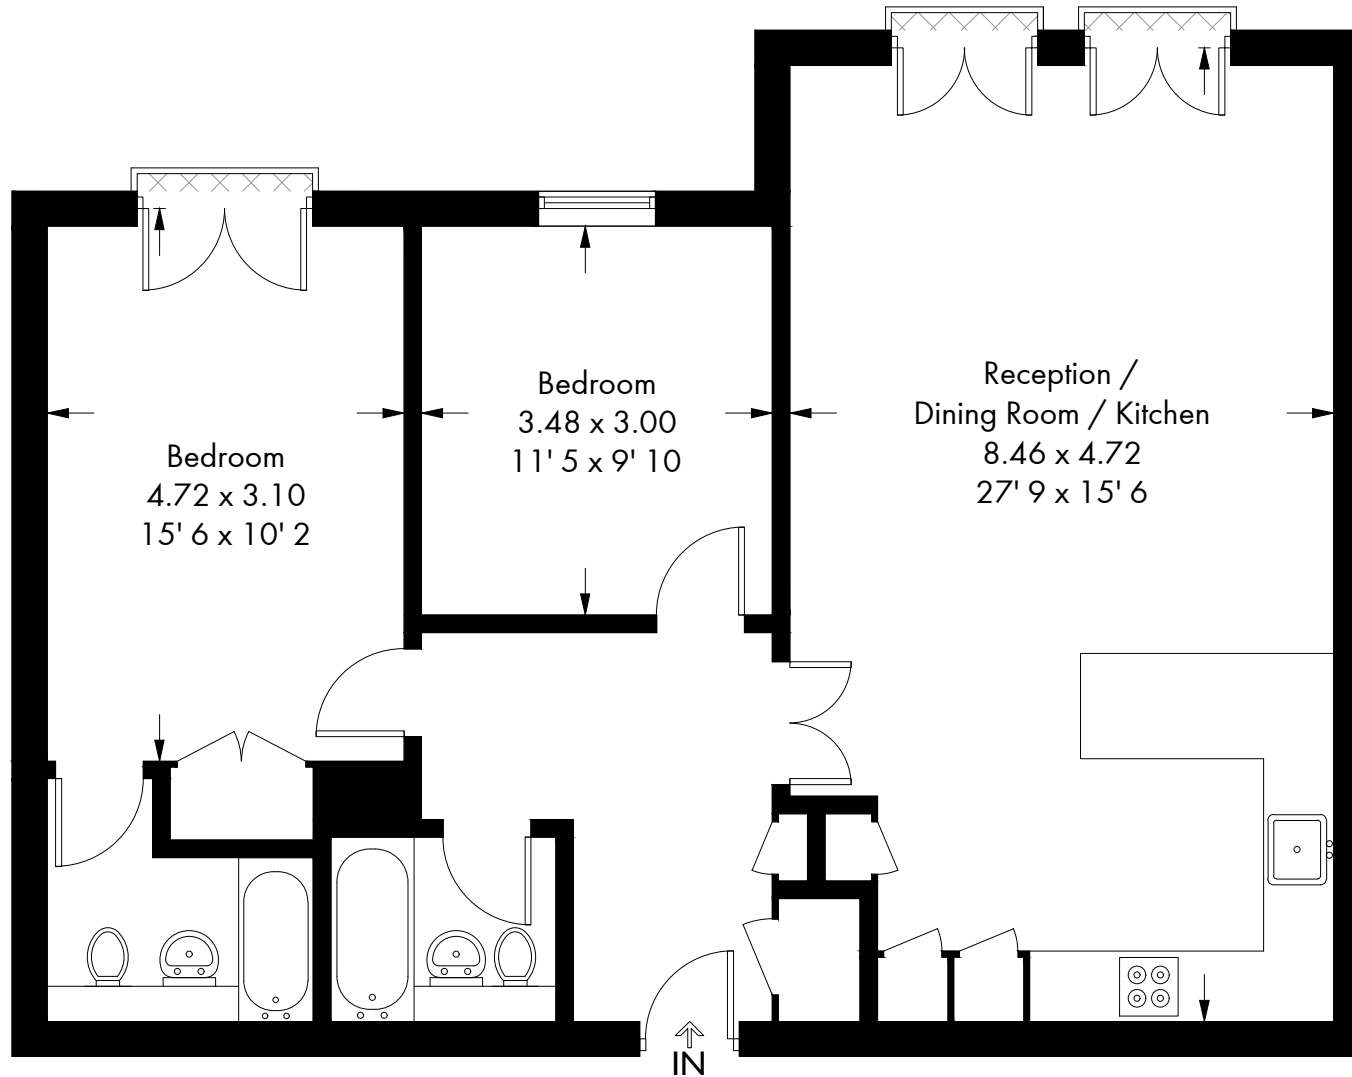 Bedroom
4.72 x 3.10
15' 6 x 10' 2
Bedroom
3.48 x 3.00
11' 5 x 9' 10
Reception /
Dining Room / Kitchen
8.46 x 4.72
27' 9 x 15' 6
IN